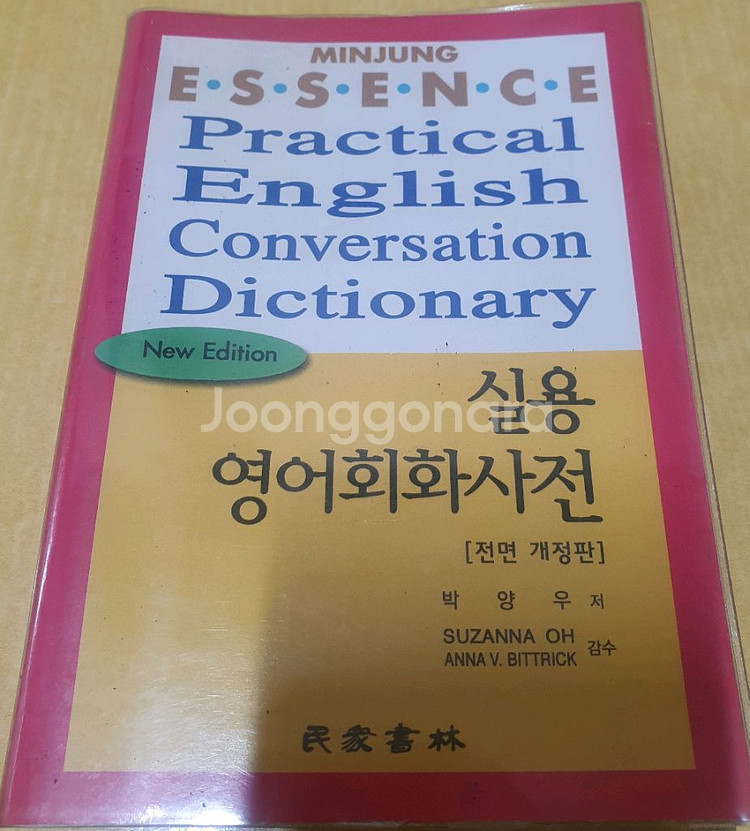 MINJUNG
E·S·S·E·N·C·E
Practical
English
Conversation
Dictionary
New Edition
실용
Joonggonara
영어회화사전
[전면 개정판]
박 양 우 저
SUZANNA OH
ANNA V. BITTRICK 감수
民衆書林